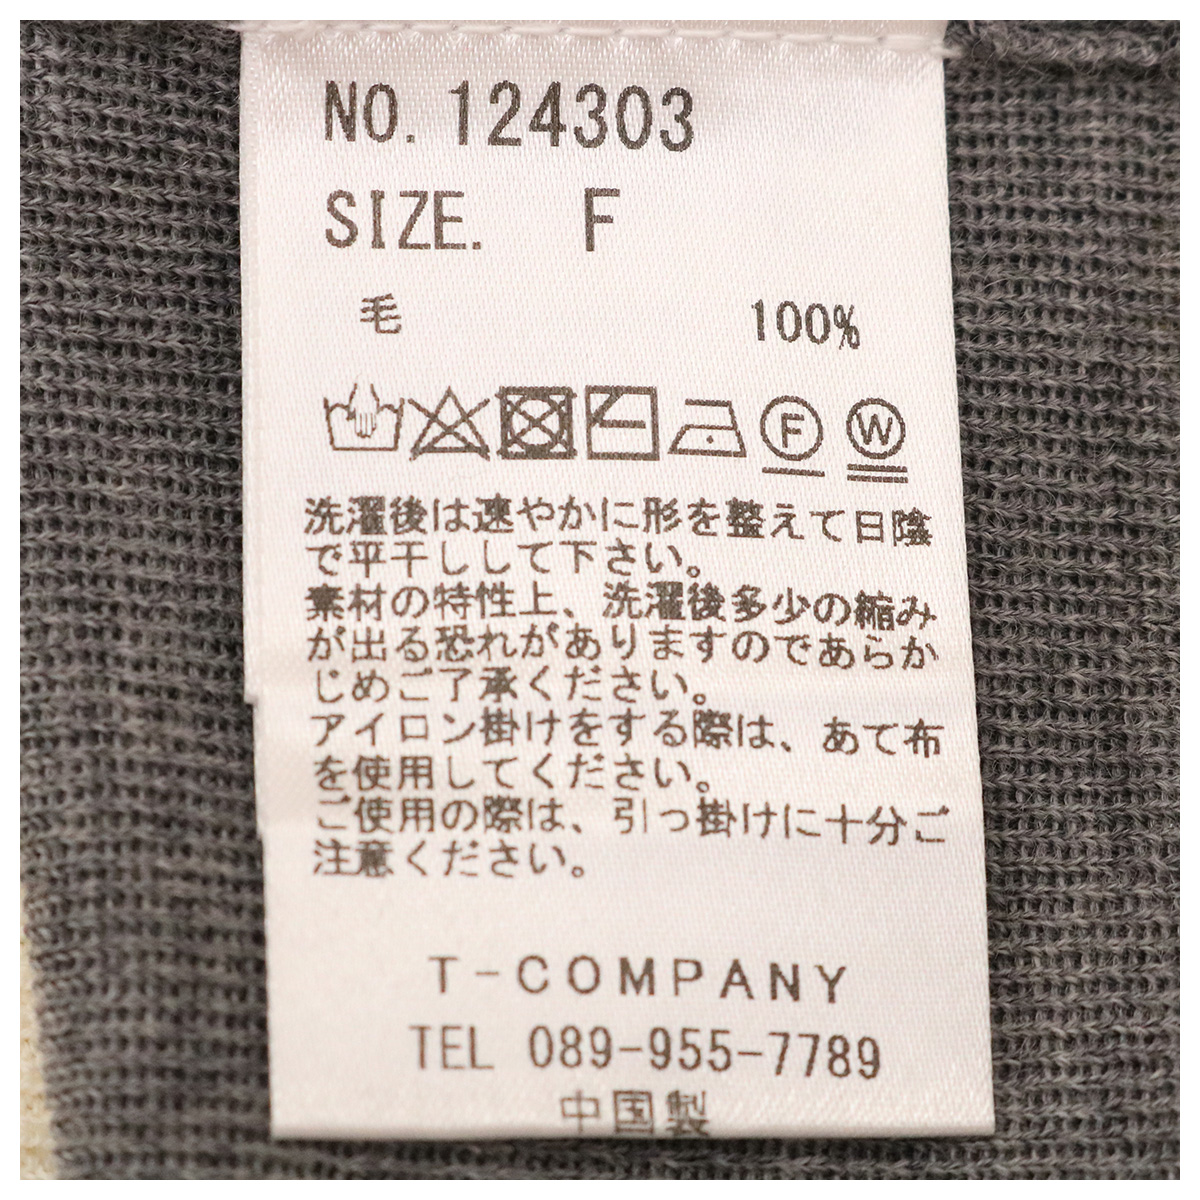 NO. 124303
SIZE. F
毛 100%
F W
洗濯後は速やかに形を整えて日陰
で平干しして下さい。
素材の特性上、洗濯後多少の縮み
が出る恐れがありますのであらか
じめご了承ください。
アイロン掛けをする際は、あて布
を使用してください。
ご使用の際は、引っ掛けに十分ご
注意ください。
T-COMPANY
TEL 089-955-7789
中国製